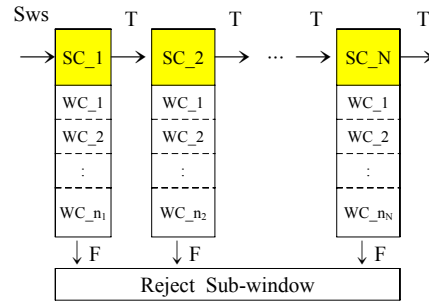 Sws T T T T
SC_1 SC_2 ... SC_N
WC_1 WC_1 WC_1
WC_2 WC_2 WC_2
: : :
WC_n₁ WC_n₂ WC_nN
F F F
Reject Sub-window